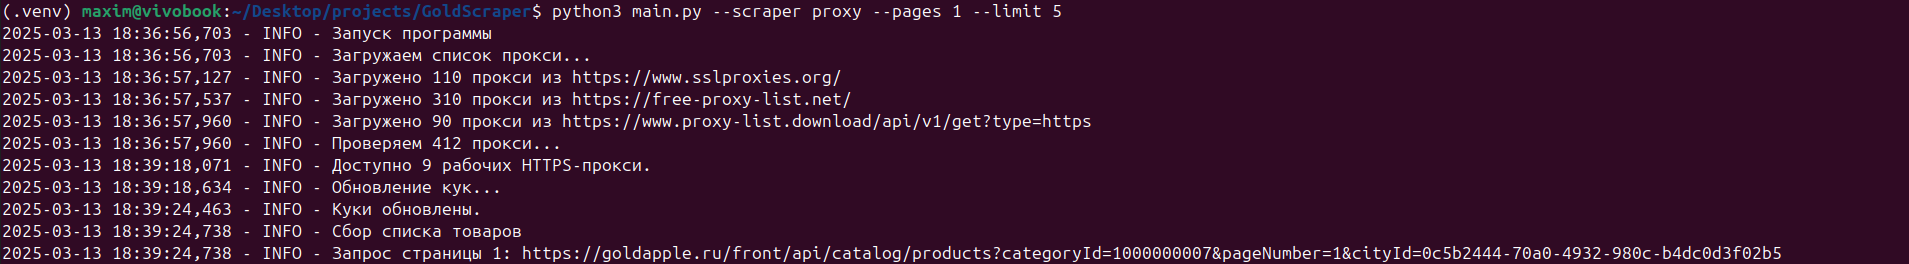 (.venv) maxim@vivobook:~/Desktop/projects/GoldScraper$ python3 main.py --scraper proxy --pages 1 --limit 5
2025-03-13 18:36:56,703 - INFO - Запуск программы
2025-03-13 18:36:56,703 - INFO - Загружаем список прокси...
2025-03-13 18:36:57,127 - INFO - Загружено 110 прокси из https://www.sslproxies.org/
2025-03-13 18:36:57,537 - INFO - Загружено 310 прокси из https://free-proxy-list.net/
2025-03-13 18:36:57,960 - INFO - Загружено 90 прокси из https://www.proxy-list.download/api/v1/get?type=https
2025-03-13 18:36:57,960 - INFO - Проверяем 412 прокси...
2025-03-13 18:39:18,071 - INFO - Доступно 9 рабочих HTTPS-прокси.
2025-03-13 18:39:18,634 - INFO - Обновление кук...
2025-03-13 18:39:24,463 - INFO - Куки обновлены.
2025-03-13 18:39:24,738 - INFO - Сбор списка товаров
2025-03-13 18:39:24,738 - INFO - Запрос страницы 1: https://goldapple.ru/front/api/catalog/products?categoryId=1000000007&pageNumber=1&cityId=0c5b2444-70a0-4932-980c-b4dc0d3f02b5